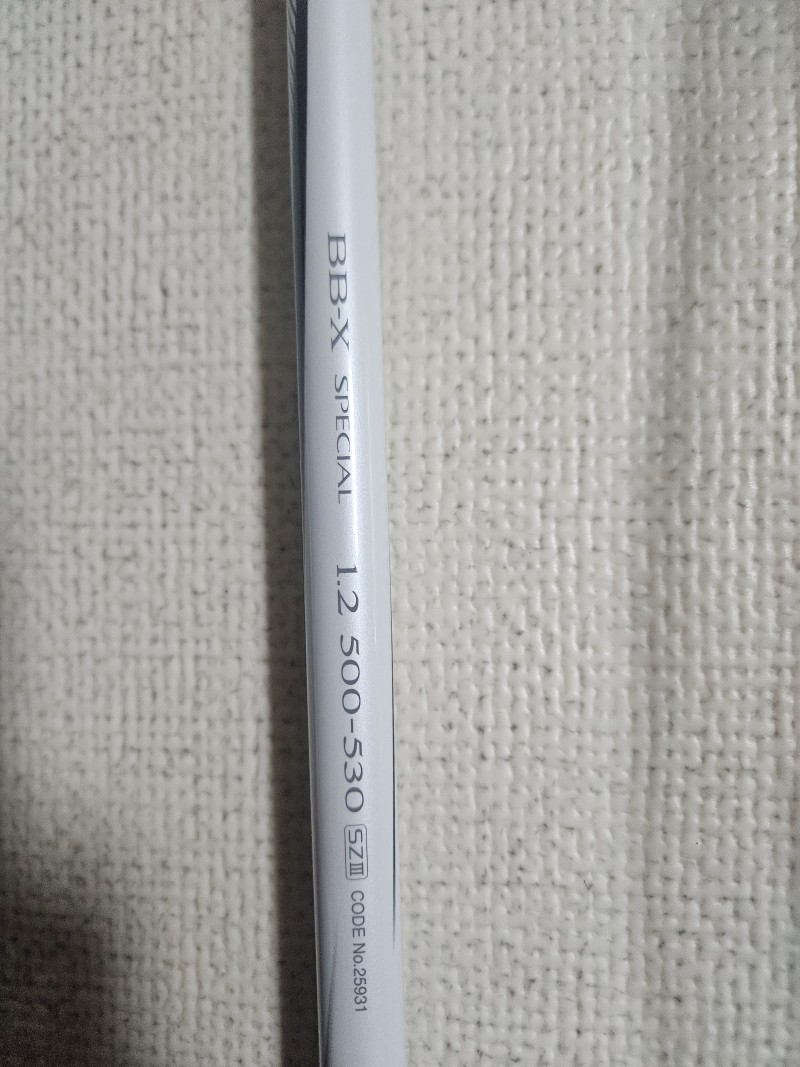 BB-X SPECIAL 1.2 500-530 SZⅢ CODE No.25931